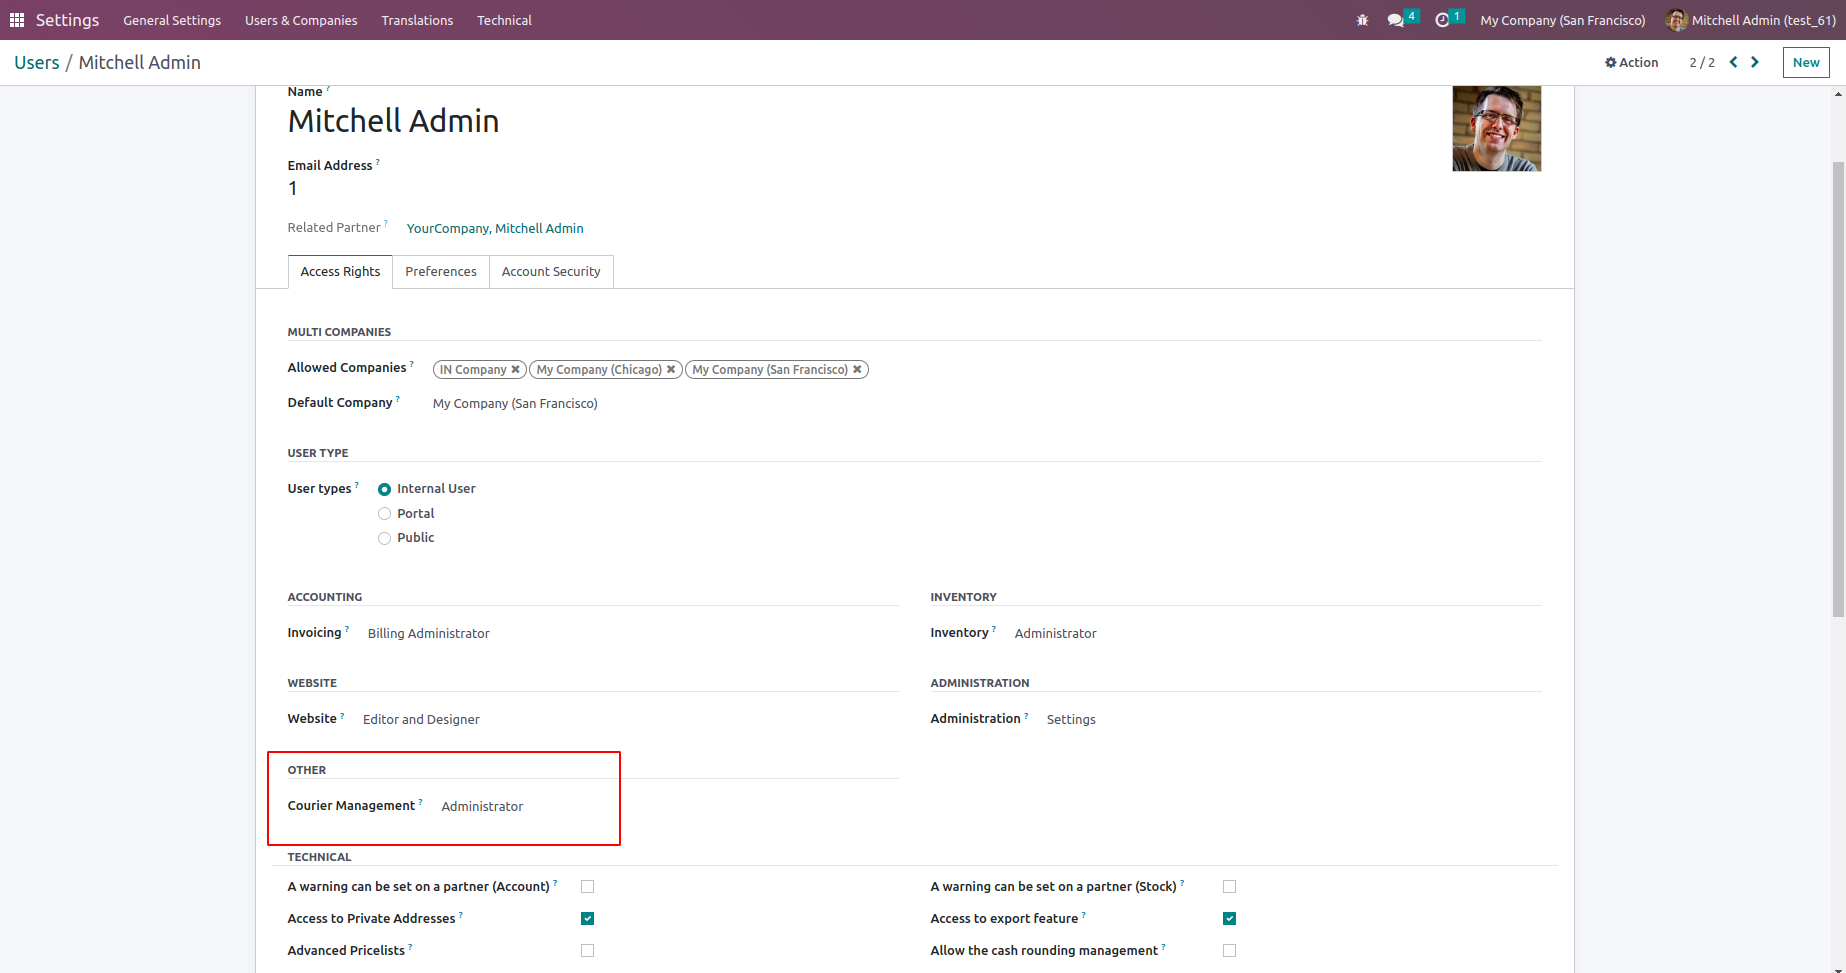 Settings General Settings Users & Companies Translations Technical 4 1 My Company (San Francisco) Mitchell Admin (test_61)
Users / Mitchell Admin Action 2 / 2 New
Name ?
Mitchell Admin
Email Address ?
1
Related Partner ? YourCompany, Mitchell Admin
Access Rights Preferences Account Security
MULTI COMPANIES
Allowed Companies ? IN Company ✖ My Company (Chicago) ✖ My Company (San Francisco) ✖
Default Company ? My Company (San Francisco)
USER TYPE
User types ? Internal User
Portal
Public
ACCOUNTING INVENTORY
Invoicing ? Billing Administrator Inventory ? Administrator
WEBSITE ADMINISTRATION
Website ? Editor and Designer Administration ? Settings
OTHER
Courier Management ? Administrator
TECHNICAL
A warning can be set on a partner (Account) ? A warning can be set on a partner (Stock) ?
Access to Private Addresses ? Access to export feature ?
Advanced Pricelists ? Allow the cash rounding management ?